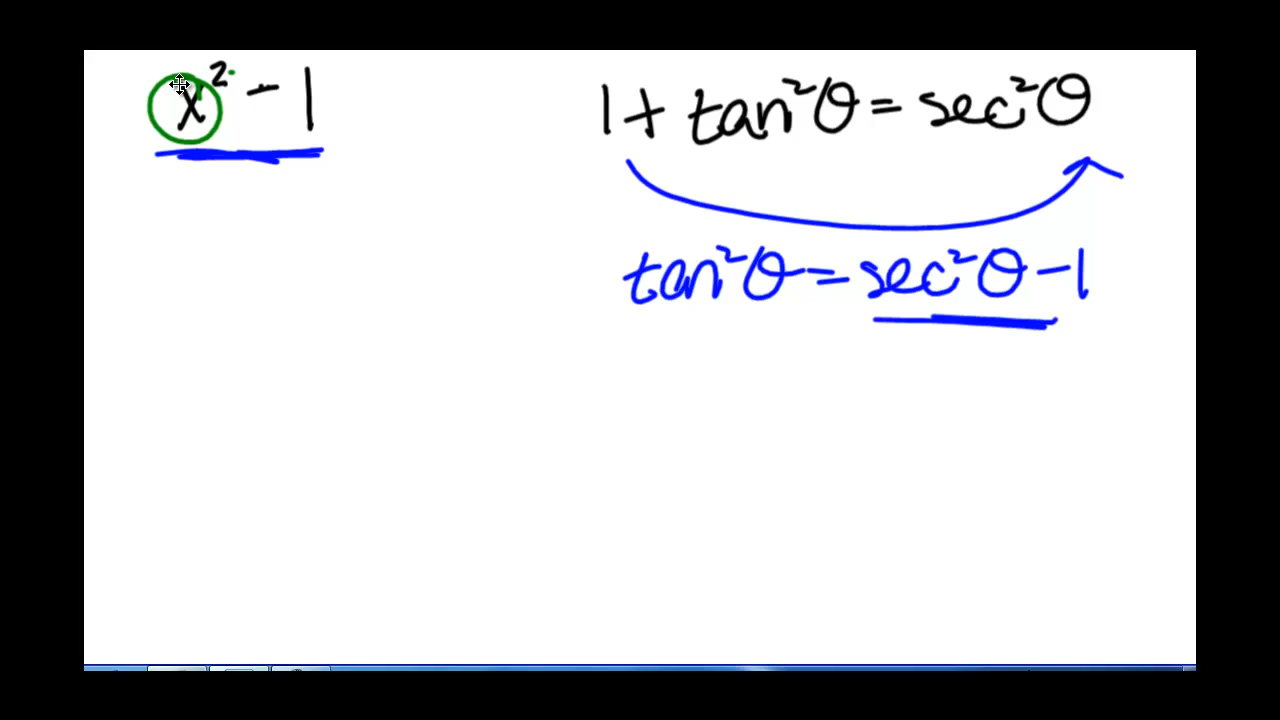 x² - 1
1 + tan²θ = sec²θ
tan²θ = sec²θ - 1